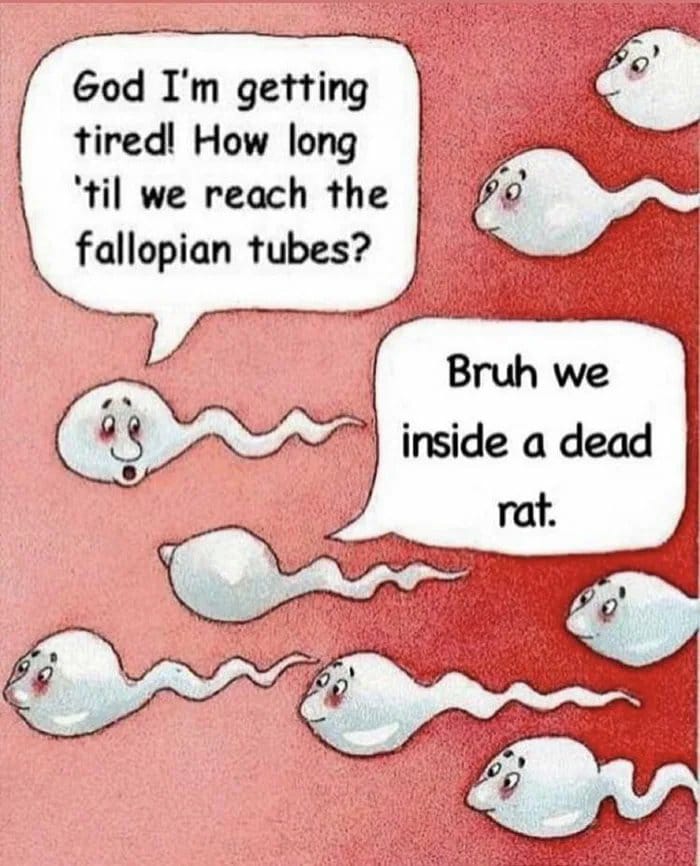 God I'm getting
tired! How long
'til we reach the
fallopian tubes?
Bruh we
inside a dead
rat.